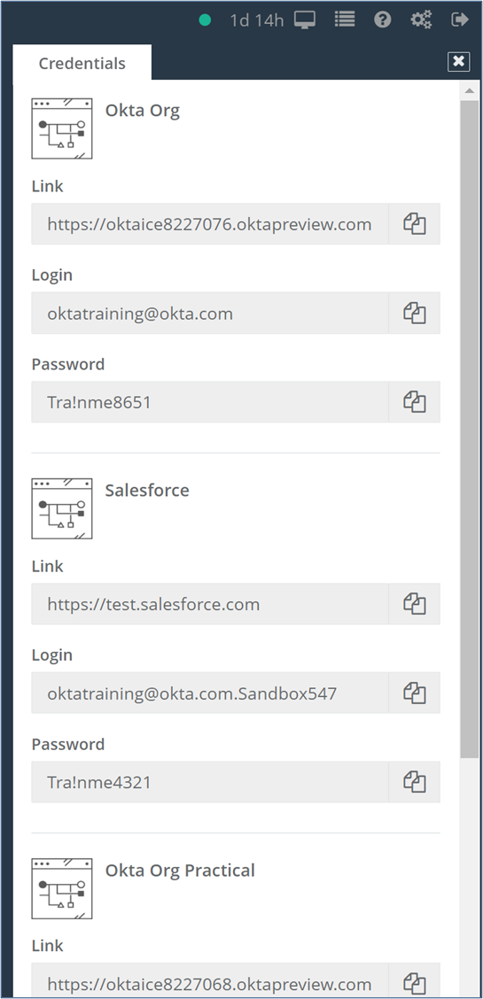 1d 14h
Credentials
Okta Org
Link
https://oktaice8227076.oktapreview.com
Login
oktatraining@okta.com
Password
Tra!nme8651
Salesforce
Link
https://test.salesforce.com
Login
oktatraining@okta.com.Sandbox547
Password
Tra!nme4321
Okta Org Practical
Link
https://oktaice8227068.oktapreview.com